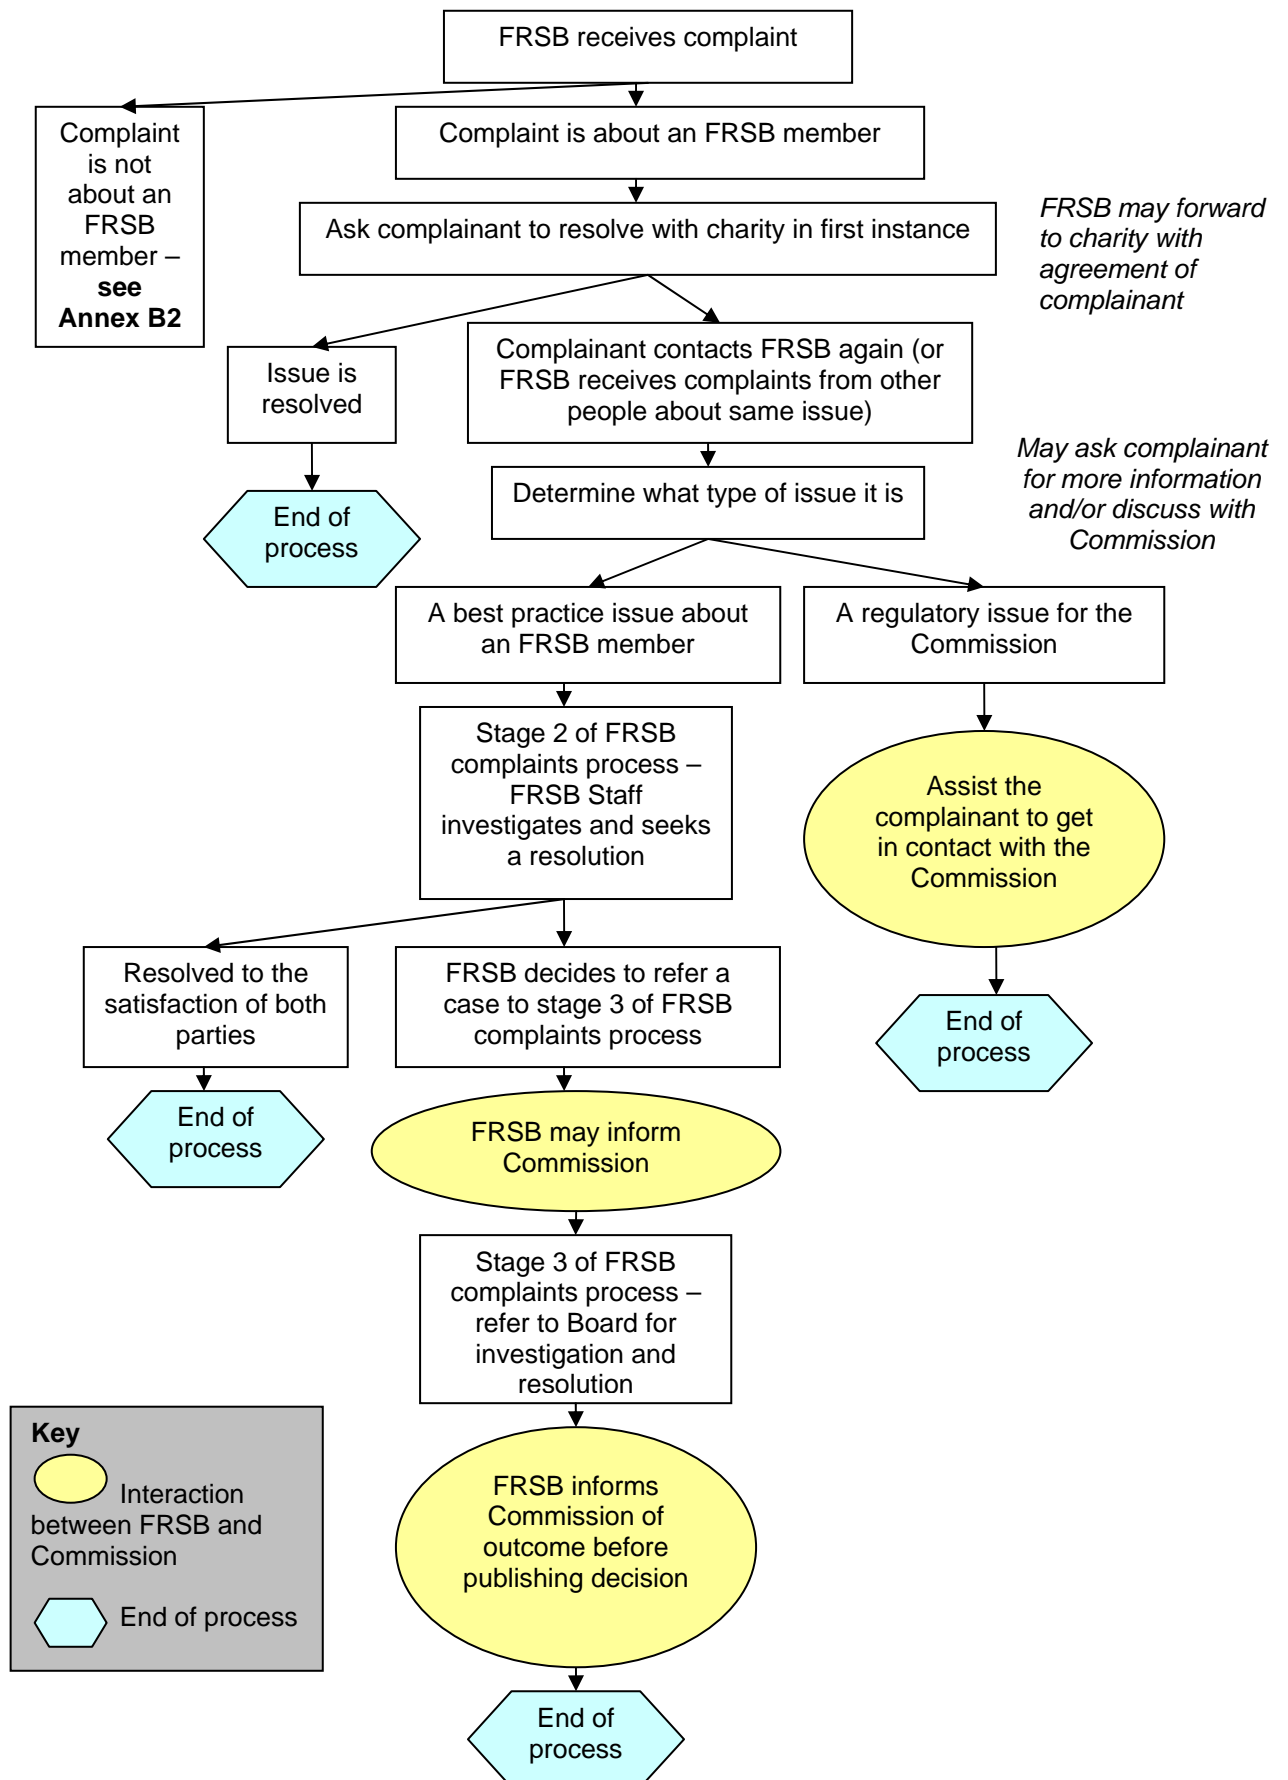 FRSB receives complaint
Complaint
is not
about an
FRSB
member –
see
Annex B2
Complaint is about an FRSB member
Ask complainant to resolve with charity in first instance
FRSB may forward
to charity with
agreement of
complainant
Issue is
resolved
Complainant contacts FRSB again (or
FRSB receives complaints from other
people about same issue)
End of
process
Determine what type of issue it is
May ask complainant
for more information
and/or discuss with
Commission
A best practice issue about
an FRSB member
A regulatory issue for the
Commission
Stage 2 of FRSB
complaints process –
FRSB Staff
investigates and seeks
a resolution
Assist the
complainant to get
in contact with the
Commission
Resolved to the
satisfaction of both
parties
FRSB decides to refer a
case to stage 3 of FRSB
complaints process
End of
process
End of
process
FRSB may inform
Commission
Stage 3 of FRSB
complaints process –
refer to Board for
investigation and
resolution
Key
Interaction
between FRSB and
Commission
End of process
FRSB informs
Commission of
outcome before
publishing decision
End of
process